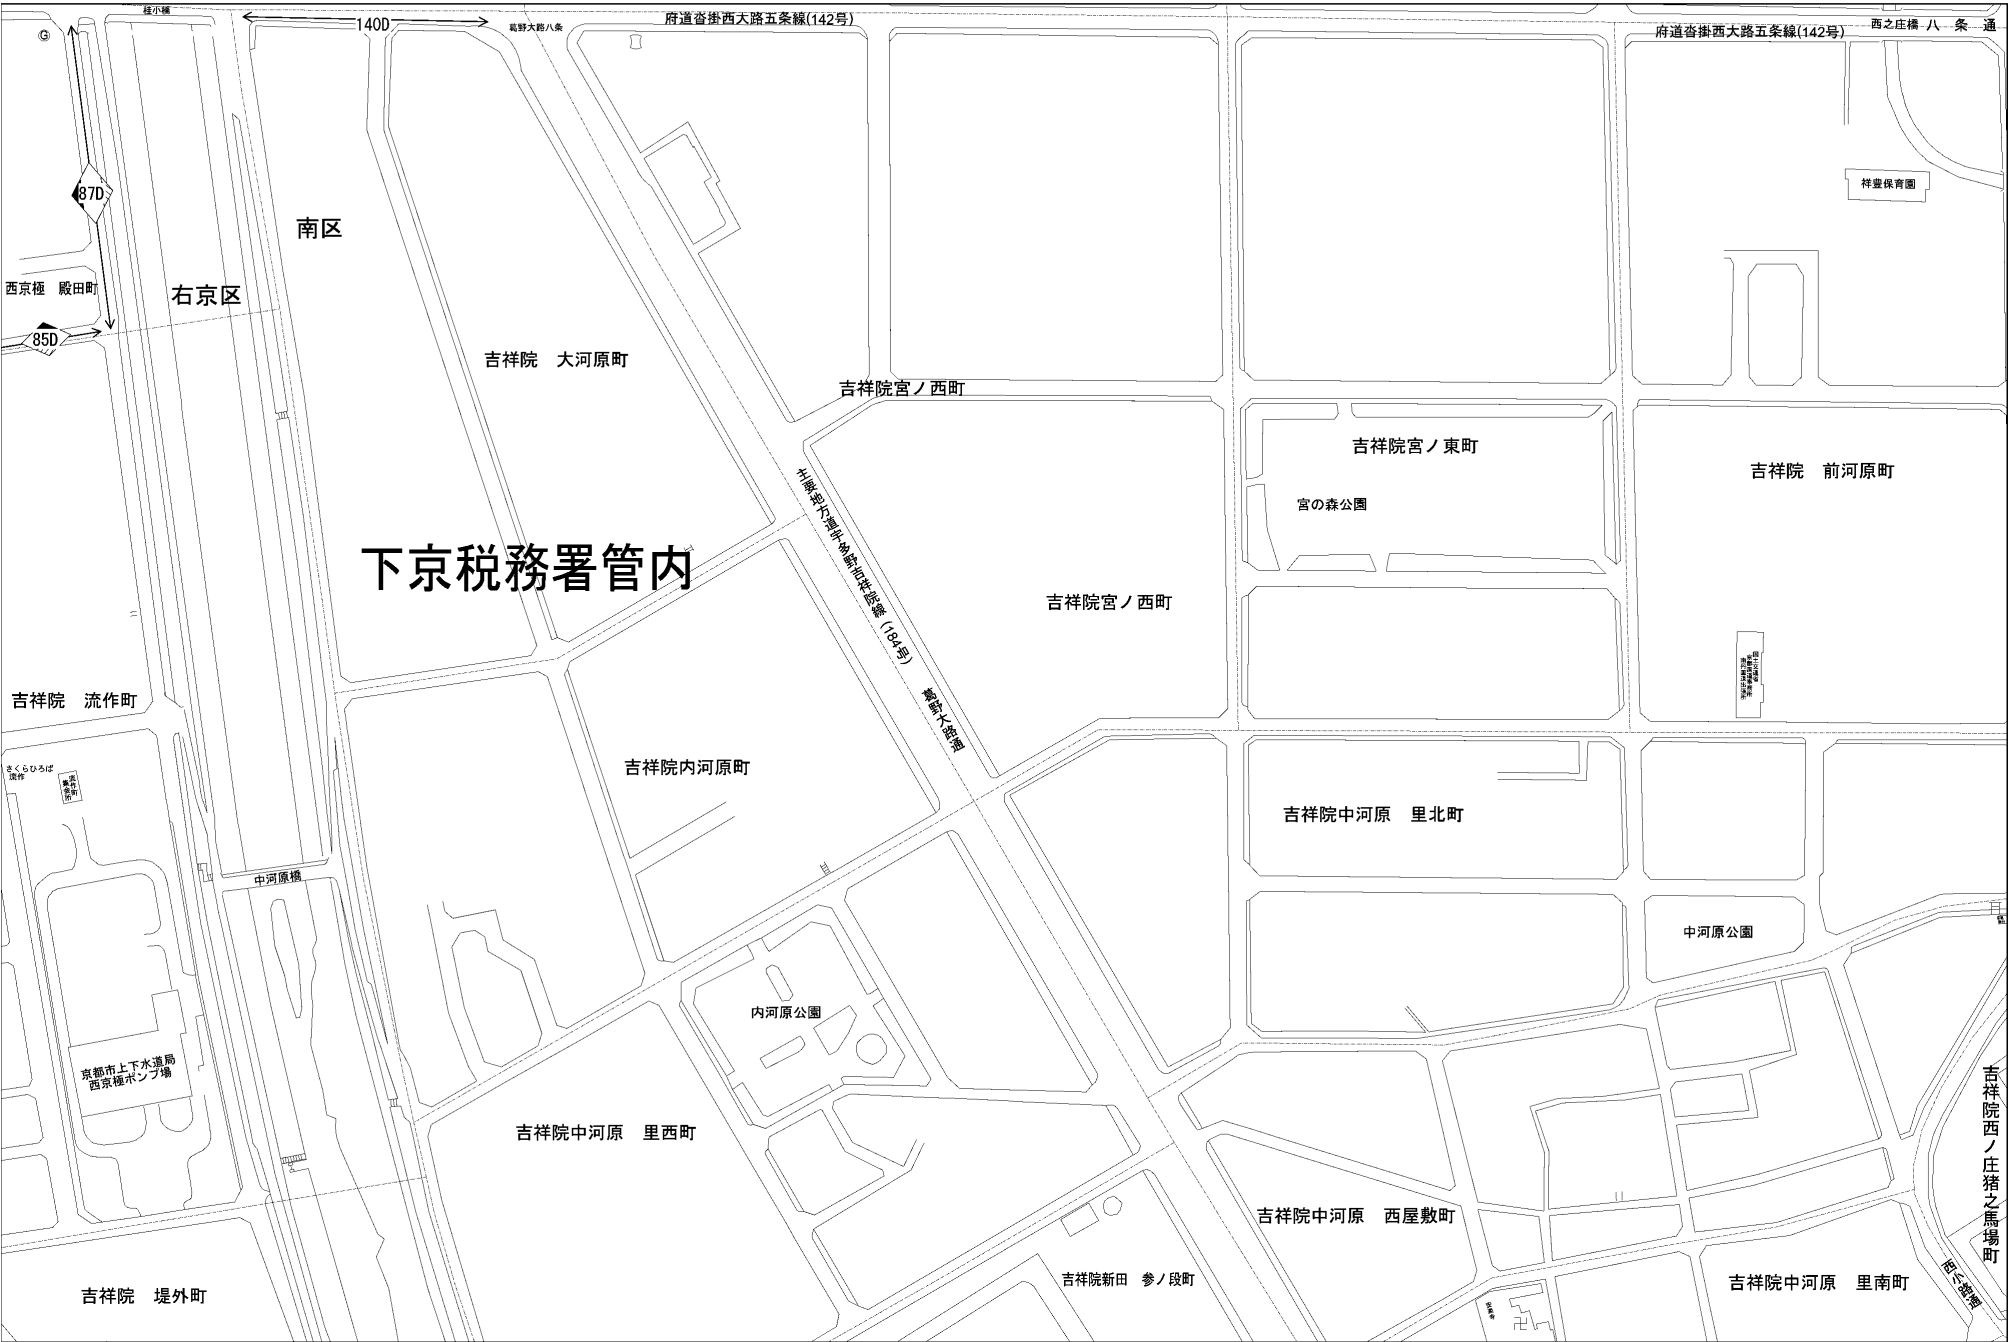 桂小橋
140D
葛野大路八条
府道沓掛西大路五条線(142号)
府道沓掛西大路五条線(142号)
西之庄橋
八 条 通
G
87D
祥豊保育園
南区
西京極 殿田町
右京区
85D
吉祥院 大河原町
吉祥院宮ノ西町
吉祥院宮ノ東町
吉祥院 前河原町
主要地方道宇多野吉祥院線(184号)
宮の森公園
下京税務署管内
吉祥院宮ノ西町
吉祥院 流作町
葛野大路通
さくらひろば
流作
流作町
集会所
吉祥院内河原町
吉祥院中河原 里北町
中河原橋
中河原公園
内河原公園
京都市上下水道局
西京極ポンプ場
吉祥院中河原 里西町
吉祥院西ノ庄猪之馬場町
吉祥院中河原 西屋敷町
吉祥院新田 参ノ段町
吉祥院中河原 里南町
西小路通
吉祥院 堤外町